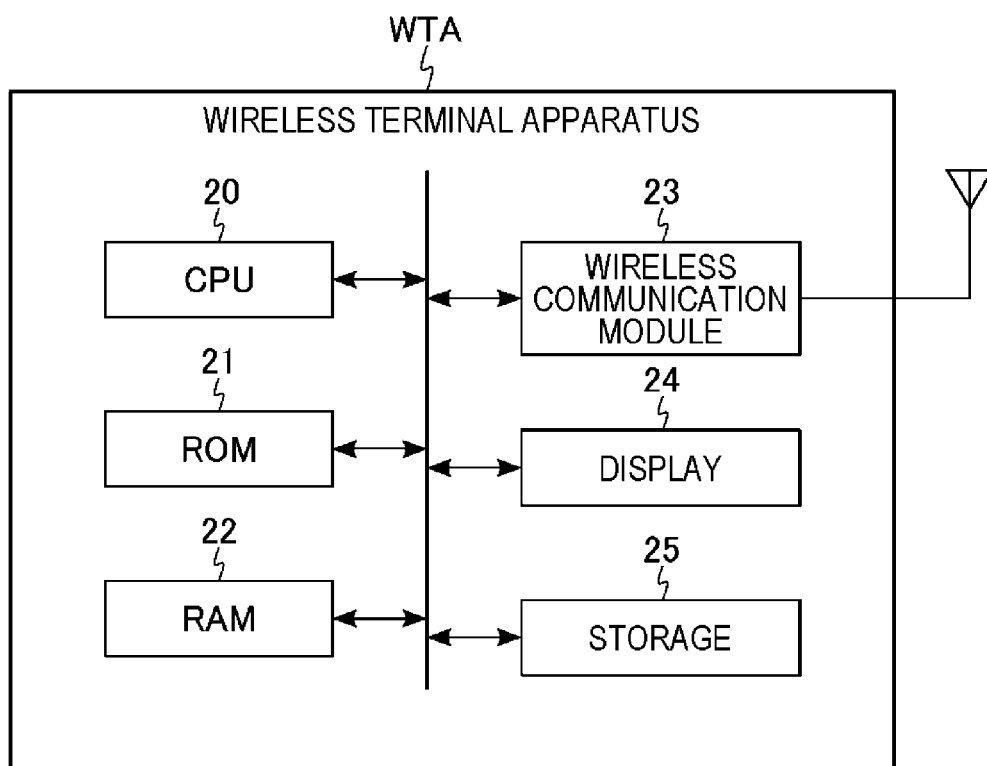 WTA
WIRELESS TERMINAL APPARATUS
20
CPU
21
ROM
22
RAM
23
WIRELESS
COMMUNICATION
MODULE
24
DISPLAY
25
STORAGE